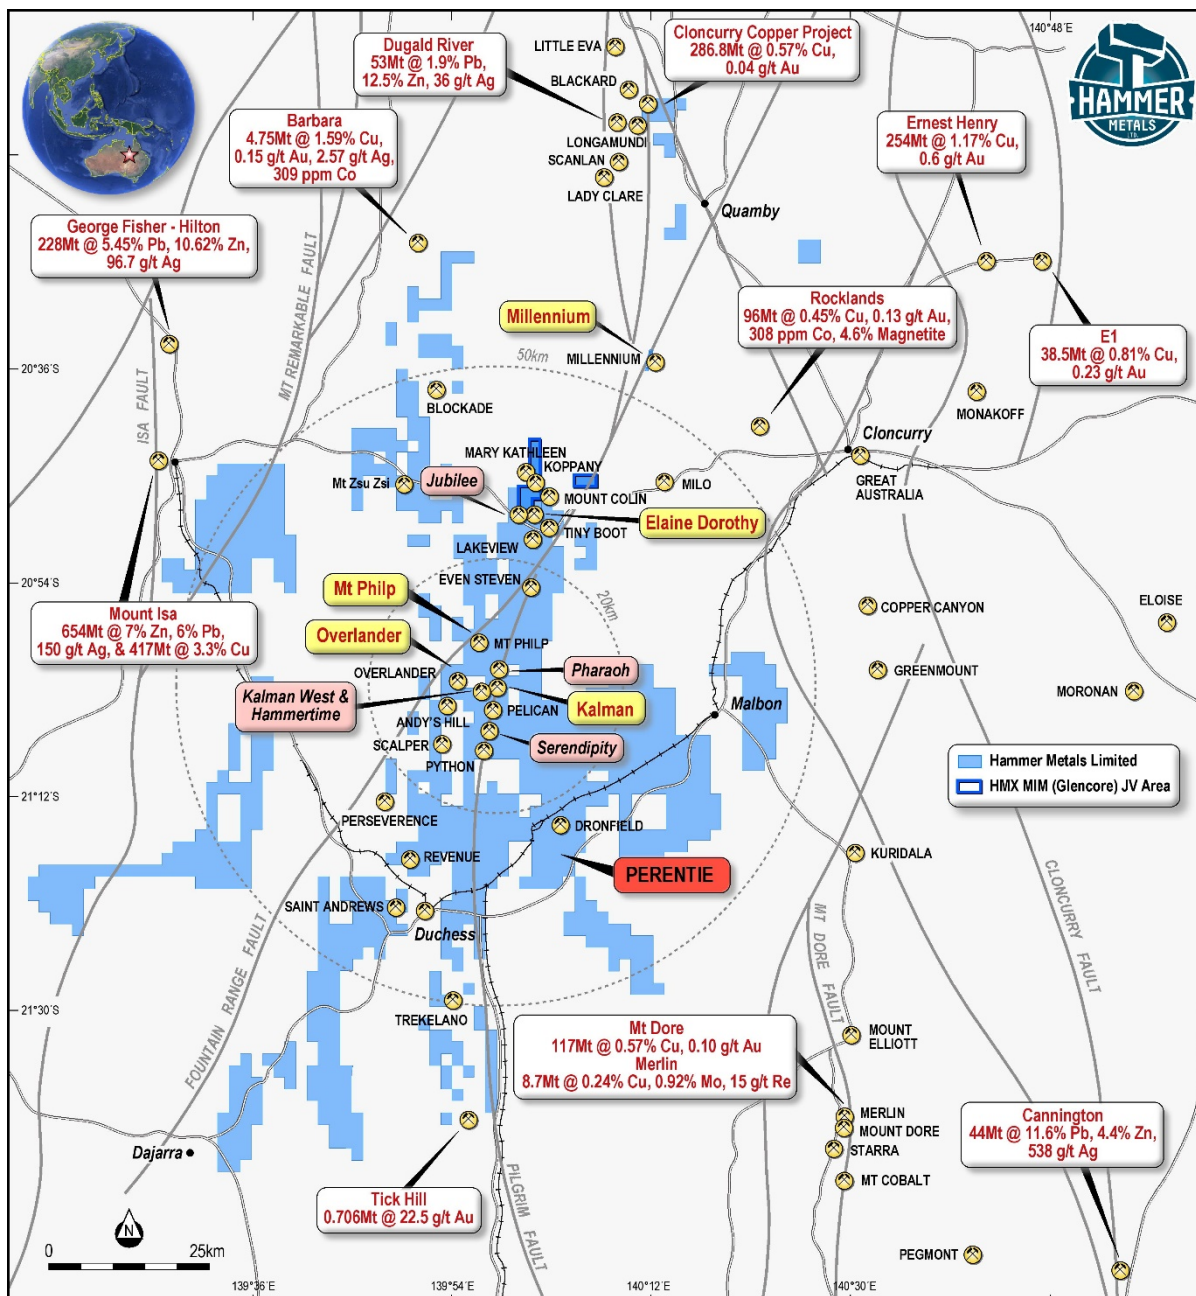 140°48´E
Dugald River
53Mt @ 1.9% Pb,
12.5% Zn, 36 g/t Ag
LITTLE EVA
Cloncurry Copper Project
286.8Mt @ 0.57% Cu,
0.04 g/t Au
HAMMER
METALS
LTD.
BLACKARD
LONGAMUNDI
SCANLAN
LADY CLARE
Barbara
4.75Mt @ 1.59% Cu,
0.15 g/t Au, 2.57 g/t Ag,
309 ppm Co
Ernest Henry
254Mt @ 1.17% Cu,
0.6 g/t Au
Quamby
George Fisher - Hilton
228Mt @ 5.45% Pb, 10.62% Zn,
96.7 g/t Ag
MT REMARKABLE FAULT
Millennium
MILLENNIUM
50km
Rocklands
96Mt @ 0.45% Cu, 0.13 g/t Au,
308 ppm Co, 4.6% Magnetite
E1
38.5Mt @ 0.81% Cu,
0.23 g/t Au
20°36´S
ISA FAULT
BLOCKADE
MONAKOFF
Cloncurry
MARY KATHLEEN
KOPPANY
Mt Zsu Zsi
Jubilee
MOUNT COLIN
MILO
GREAT
AUSTRALIA
Elaine Dorothy
TINY BOOT
LAKEVIEW
20°54´S
EVEN STEVEN
20km
Mt Philp
MT PHILP
COPPER CANYON
ELOISE
Mount Isa
654Mt @ 7% Zn, 6% Pb,
150 g/t Ag, & 417Mt @ 3.3% Cu
Overlander
OVERLANDER
Pharaoh
GREENMOUNT
Kalman West &
Hammertime
Kalman
PELICAN
MORONAN
ANDY'S HILL
Malbon
SCALPER
Serendipity
PYTHON
Hammer Metals Limited
HMX MIM (Glencore) JV Area
21°12´S
PERSEVERENCE
DRONFIELD
REVENUE
PERENTIE
KURIDALA
CLONCURRY FAULT
SAINT ANDREWS
Duchess
MT DORE FAULT
FOUNTAIN RANGE FAULT
21°30´S
TREKELANO
Mt Dore
117Mt @ 0.57% Cu, 0.10 g/t Au
Merlin
8.7Mt @ 0.24% Cu, 0.92% Mo, 15 g/t Re
MOUNT
ELLIOTT
MERLIN
MOUNT DORE
STARRA
MT COBALT
Cannington
44Mt @ 11.6% Pb, 4.4% Zn,
538 g/t Ag
Dajarra
Tick Hill
0.706Mt @ 22.5 g/t Au
PILGRIM FAULT
N
0
25km
PEGMONT
139°36´E
139°54´E
140°12´E
140°30´E